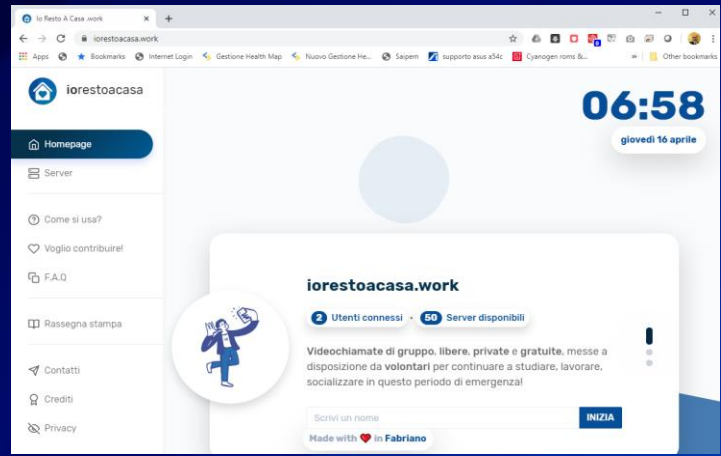 Io Resto A Casa .work
iorestoacasa.work
Apps
Bookmarks
Internet Login
Gestione Health Map
Nuovo Gestione He...
Saipem
supporto asus a54c
Cyanogen roms &...
Other bookmarks
iorestoacasa
06:58
giovedì 16 aprile
Homepage
Server
Come si usa?
Voglio contribuire!
F.A.Q
Rassegna stampa
Contatti
Crediti
Privacy
iorestoacasa.work
2 Utenti connessi · 50 Server disponibili
Videochiamate di gruppo, libere, private e gratuite, messe a
disposizione da volontari per continuare a studiare, lavorare,
socializzare in questo periodo di emergenza!
Scrivi un nome
INIZIA
Made with ❤ in Fabriano